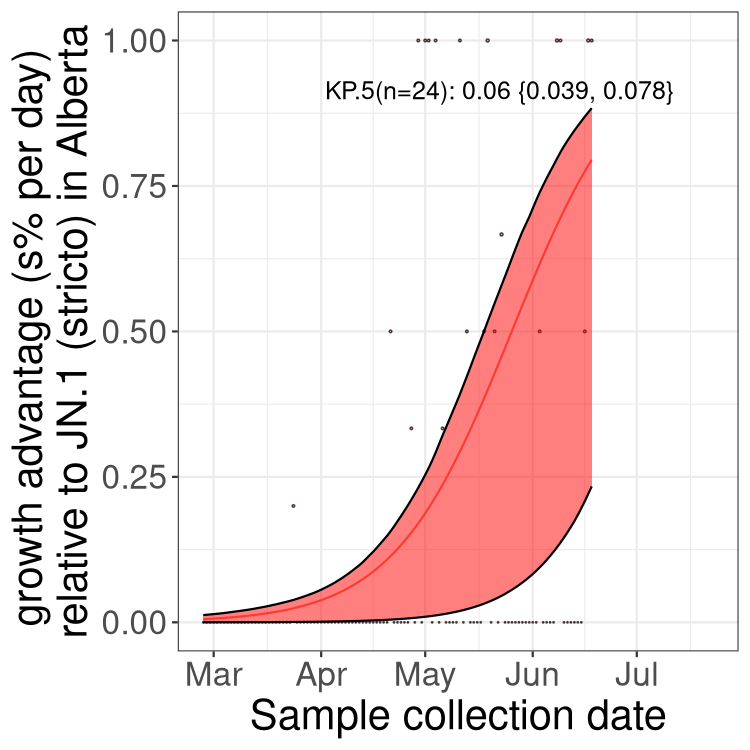 growth advantage (s% per day)
relative to JN.1 (stricto) in Alberta
1.00
0.75
0.50
0.25
0.00
KP.5(n=24): 0.06 {0.039, 0.078}
Mar Apr May Jun Jul
Sample collection date